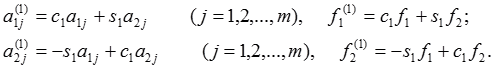 a_{1j}^{(1)} = c_1 a_{1j} + s_1 a_{2j} ( j = 1,2,...,m), f_1^{(1)} = c_1 f_1 + s_1 f_2;
a_{2j}^{(1)} = -s_1 a_{1j} + c_1 a_{2j} ( j = 1,2,...,m), f_2^{(1)} = -s_1 f_1 + c_1 f_2.